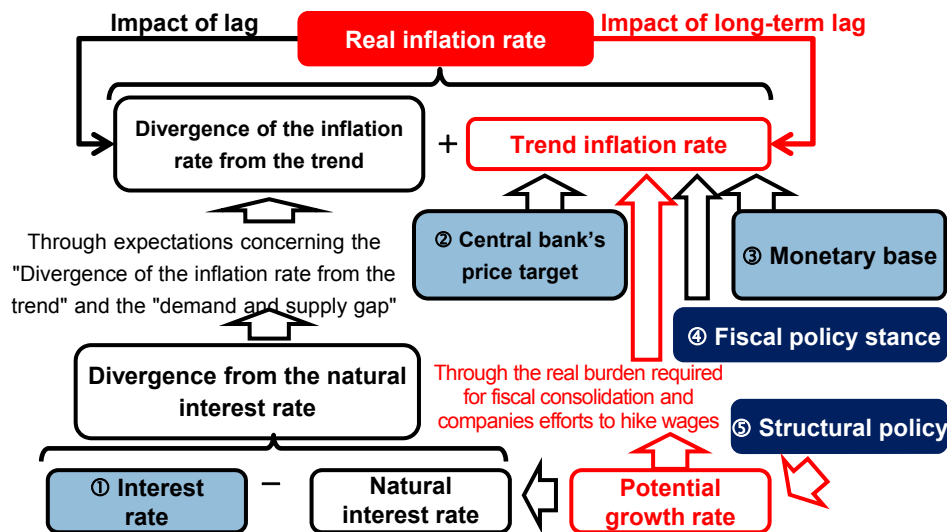 Impact of lag
Real inflation rate
Impact of long-term lag
Divergence of the inflation
rate from the trend
+
Trend inflation rate
Through expectations concerning the
"Divergence of the inflation rate from the
trend" and the "demand and supply gap"
② Central bank's
price target
③ Monetary base
④ Fiscal policy stance
Divergence from the natural
interest rate
Through the real burden required
for fiscal consolidation and
companies efforts to hike wages
⑤ Structural policy
① Interest
rate
−
Natural
interest rate
Potential
growth rate